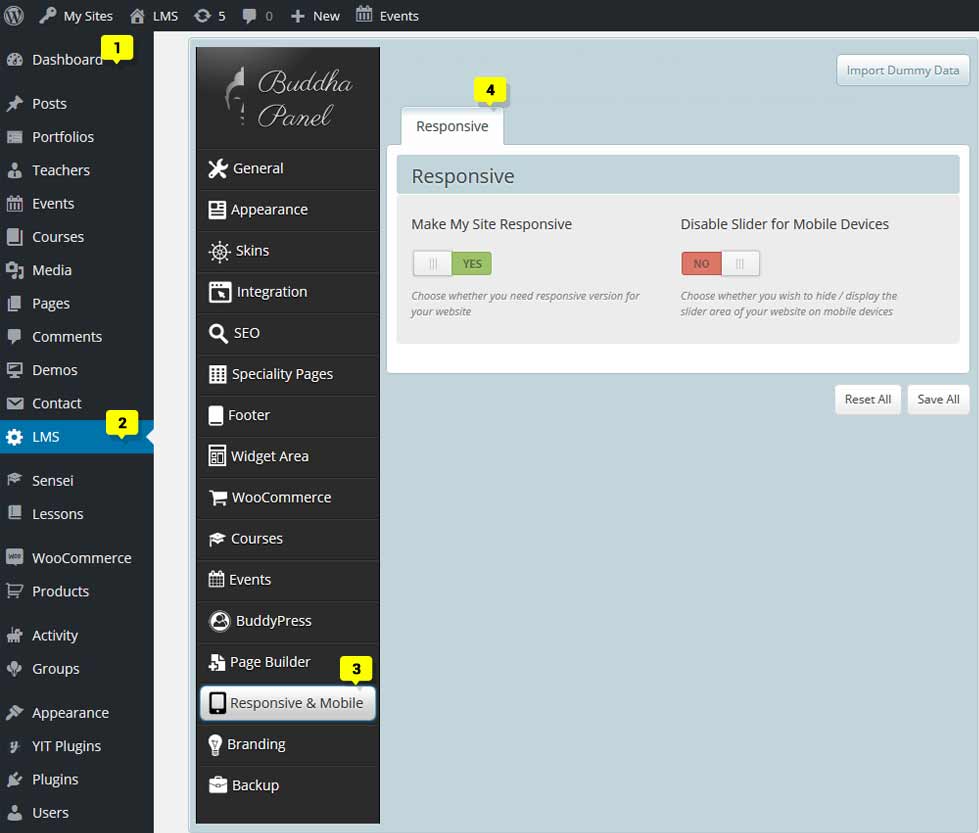 My Sites
LMS
5
0
New
Events
1
Dashboard
Posts
Portfolios
Teachers
Events
Courses
Media
Pages
Comments
Demos
Contact
2
LMS
Sensei
Lessons
WOO
WooCommerce
Products
Activity
Groups
Appearance
YIT Plugins
Plugins
Users
Buddha
Panel
General
Appearance
Skins
Integration
SEO
Speciality Pages
Footer
Widget Area
WooCommerce
Courses
Events
BuddyPress
Page Builder
3
Responsive & Mobile
Branding
Backup
Import Dummy Data
4
Responsive
Responsive
Make My Site Responsive
YES
Choose whether you need responsive version for
your website
Disable Slider for Mobile Devices
NO
Choose whether you wish to hide / display the
slider area of your website on mobile devices
Reset All
Save All